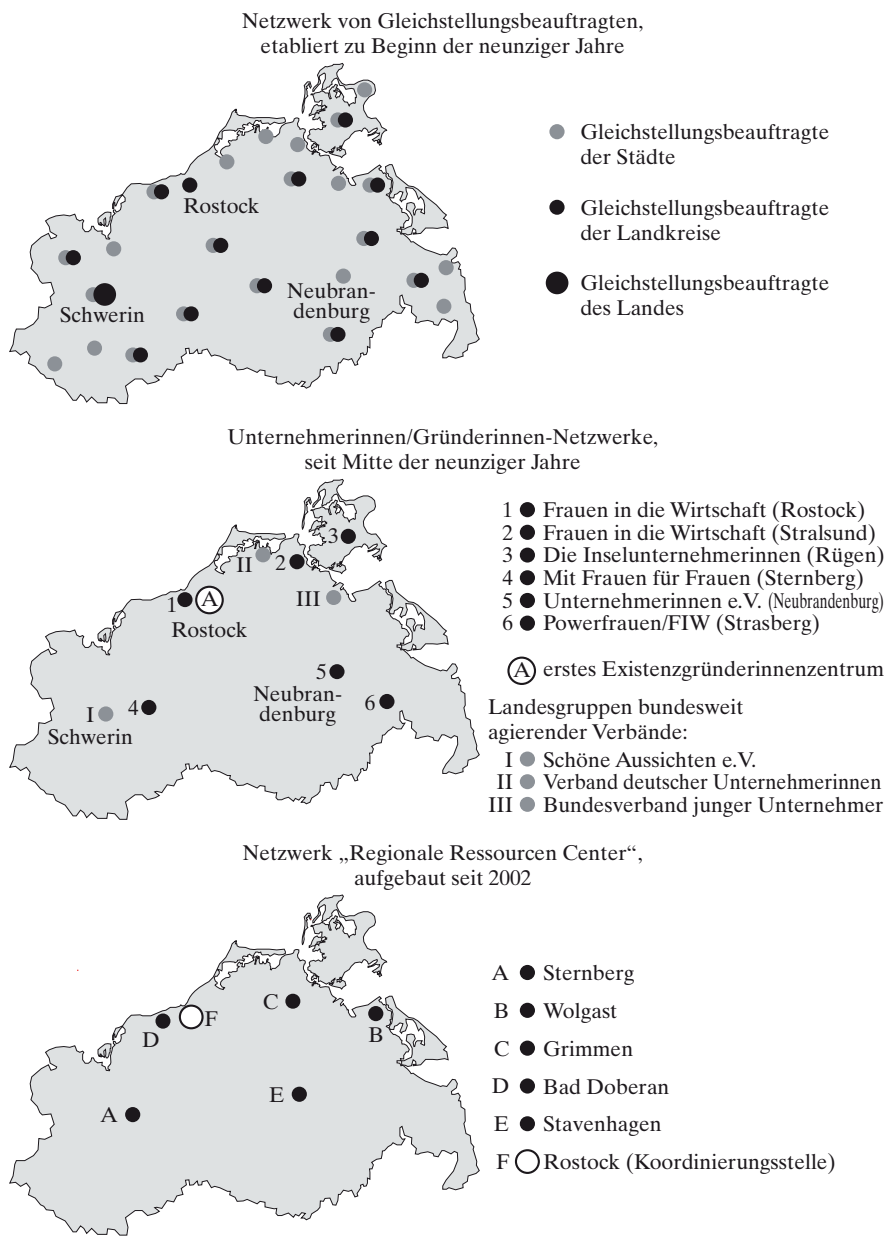 Netzwerk von Gleichstellungsbeauftragten,
etabliert zu Beginn der neunziger Jahre
Gleichstellungsbeauftragte
der Städte
Gleichstellungsbeauftragte
der Landkreise
Gleichstellungsbeauftragte
des Landes
Rostock
Schwerin
Neubran-
denburg
Unternehmerinnen/Gründerinnen-Netzwerke,
seit Mitte der neunziger Jahre
1 Frauen in die Wirtschaft (Rostock)
2 Frauen in die Wirtschaft (Stralsund)
3 Die Inselunternehmerinnen (Rügen)
4 Mit Frauen für Frauen (Sternberg)
5 Unternehmerinnen e.V. (Neubrandenburg)
6 Powerfrauen/FIW (Strasberg)
A erstes Existenzgründerinnenzentrum
Landesgruppen bundesweit
agierender Verbände:
I Schöne Aussichten e.V.
II Verband deutscher Unternehmerinnen
III Bundesverband junger Unternehmer
3
II
2
1
A
III
Rostock
5
Neubran-
denburg
6
I
4
Schwerin
Netzwerk „Regionale Ressourcen Center“,
aufgebaut seit 2002
A Sternberg
B Wolgast
C Grimmen
D Bad Doberan
E Stavenhagen
F Rostock (Koordinierungsstelle)
C
F
D
B
E
A